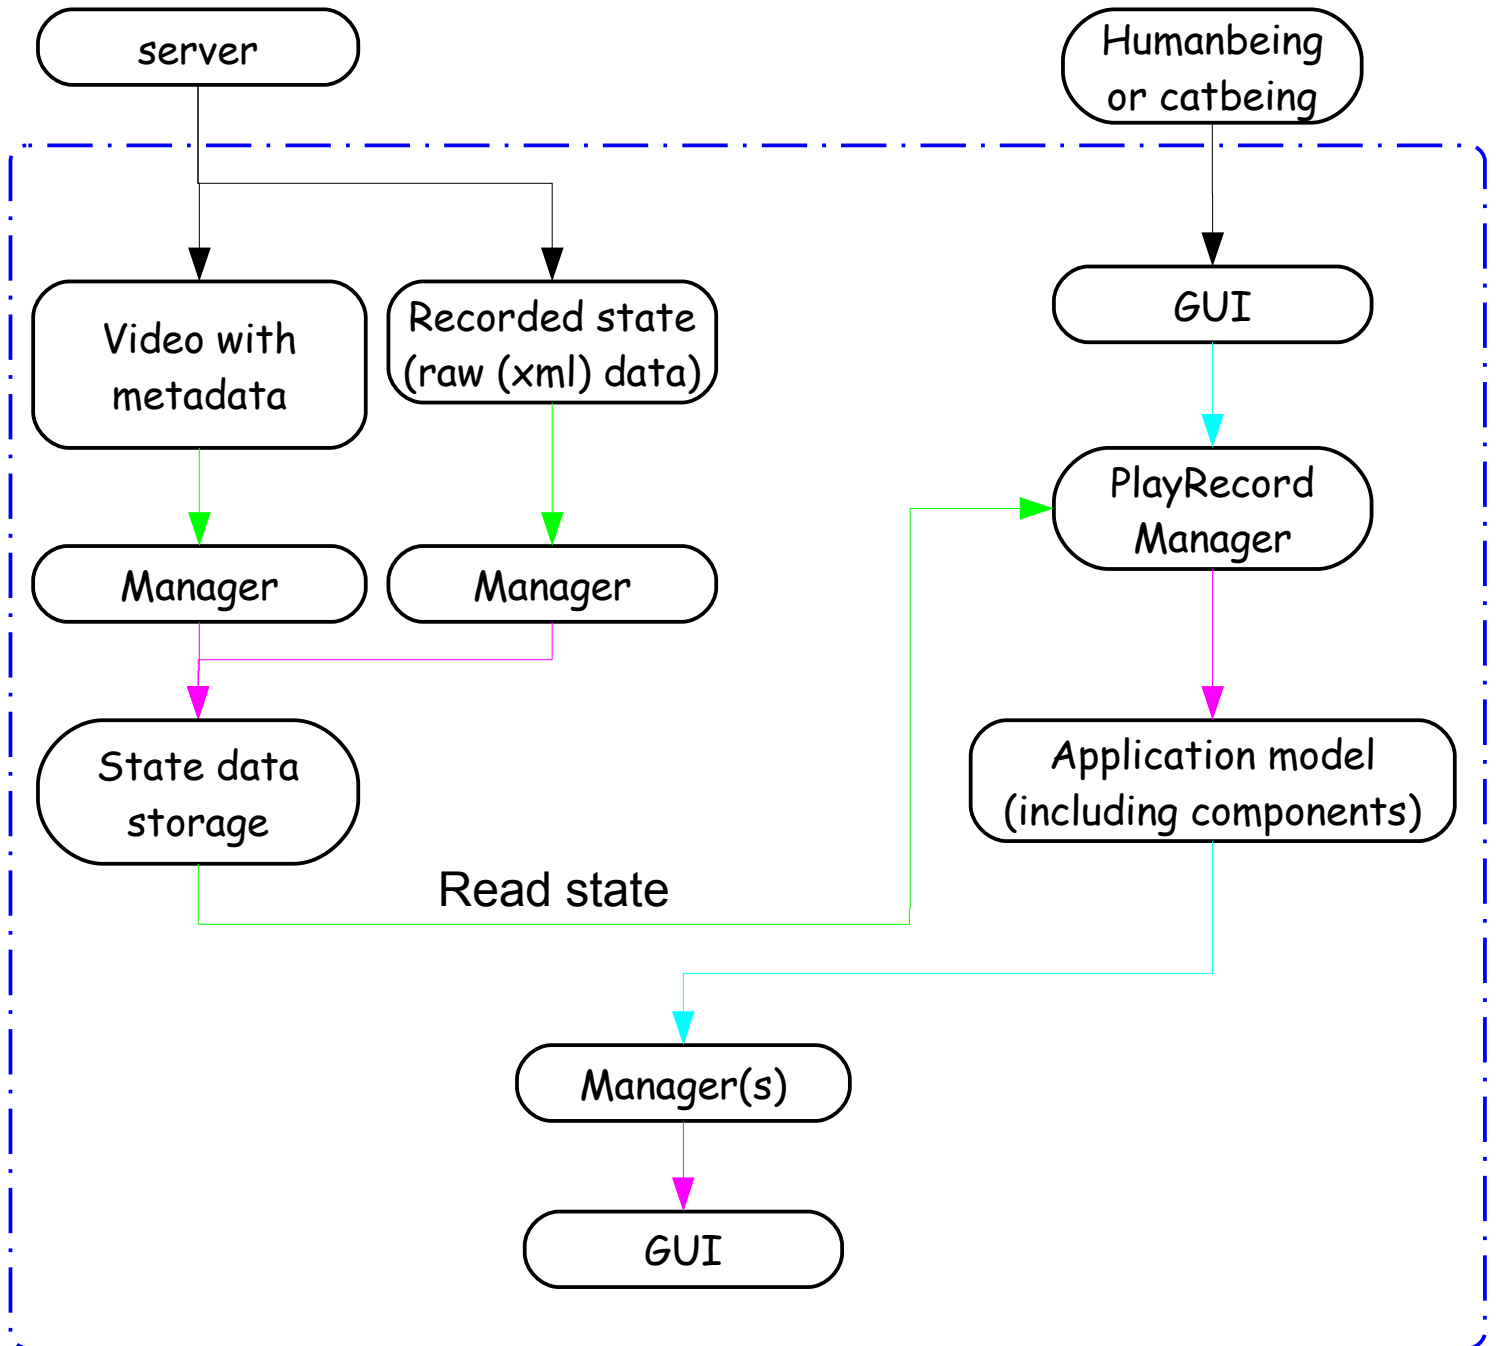 server
Humanbeing
or catbeing
Video with
metadata
Recorded state
(raw (xml) data)
GUI
PlayRecord
Manager
Manager
Manager
State data
storage
Application model
(including components)
Read state
Manager(s)
GUI